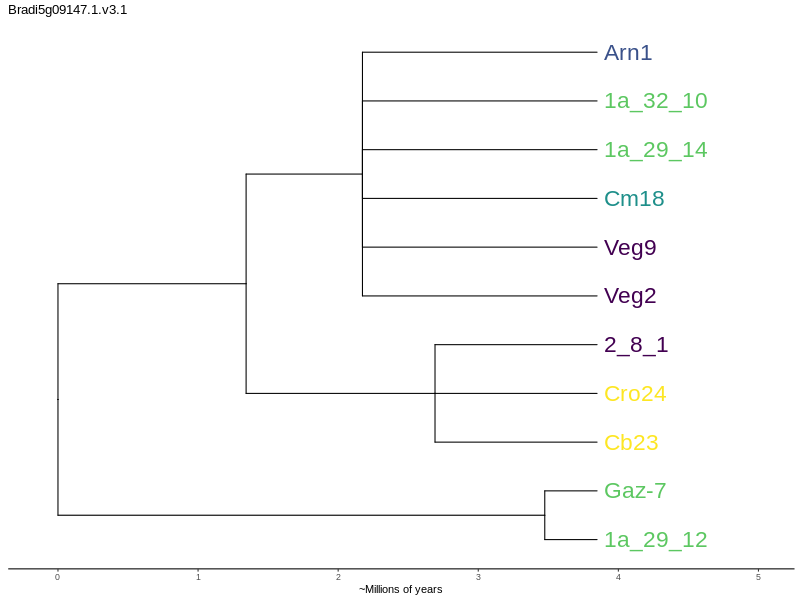 Bradi5g09147.1.v3.1
Arn1
1a_32_10
1a_29_14
Cm18
Veg9
Veg2
2_8_1
Cro24
Cb23
Gaz-7
1a_29_12
0 1 2 3 4 5
~Millions of years